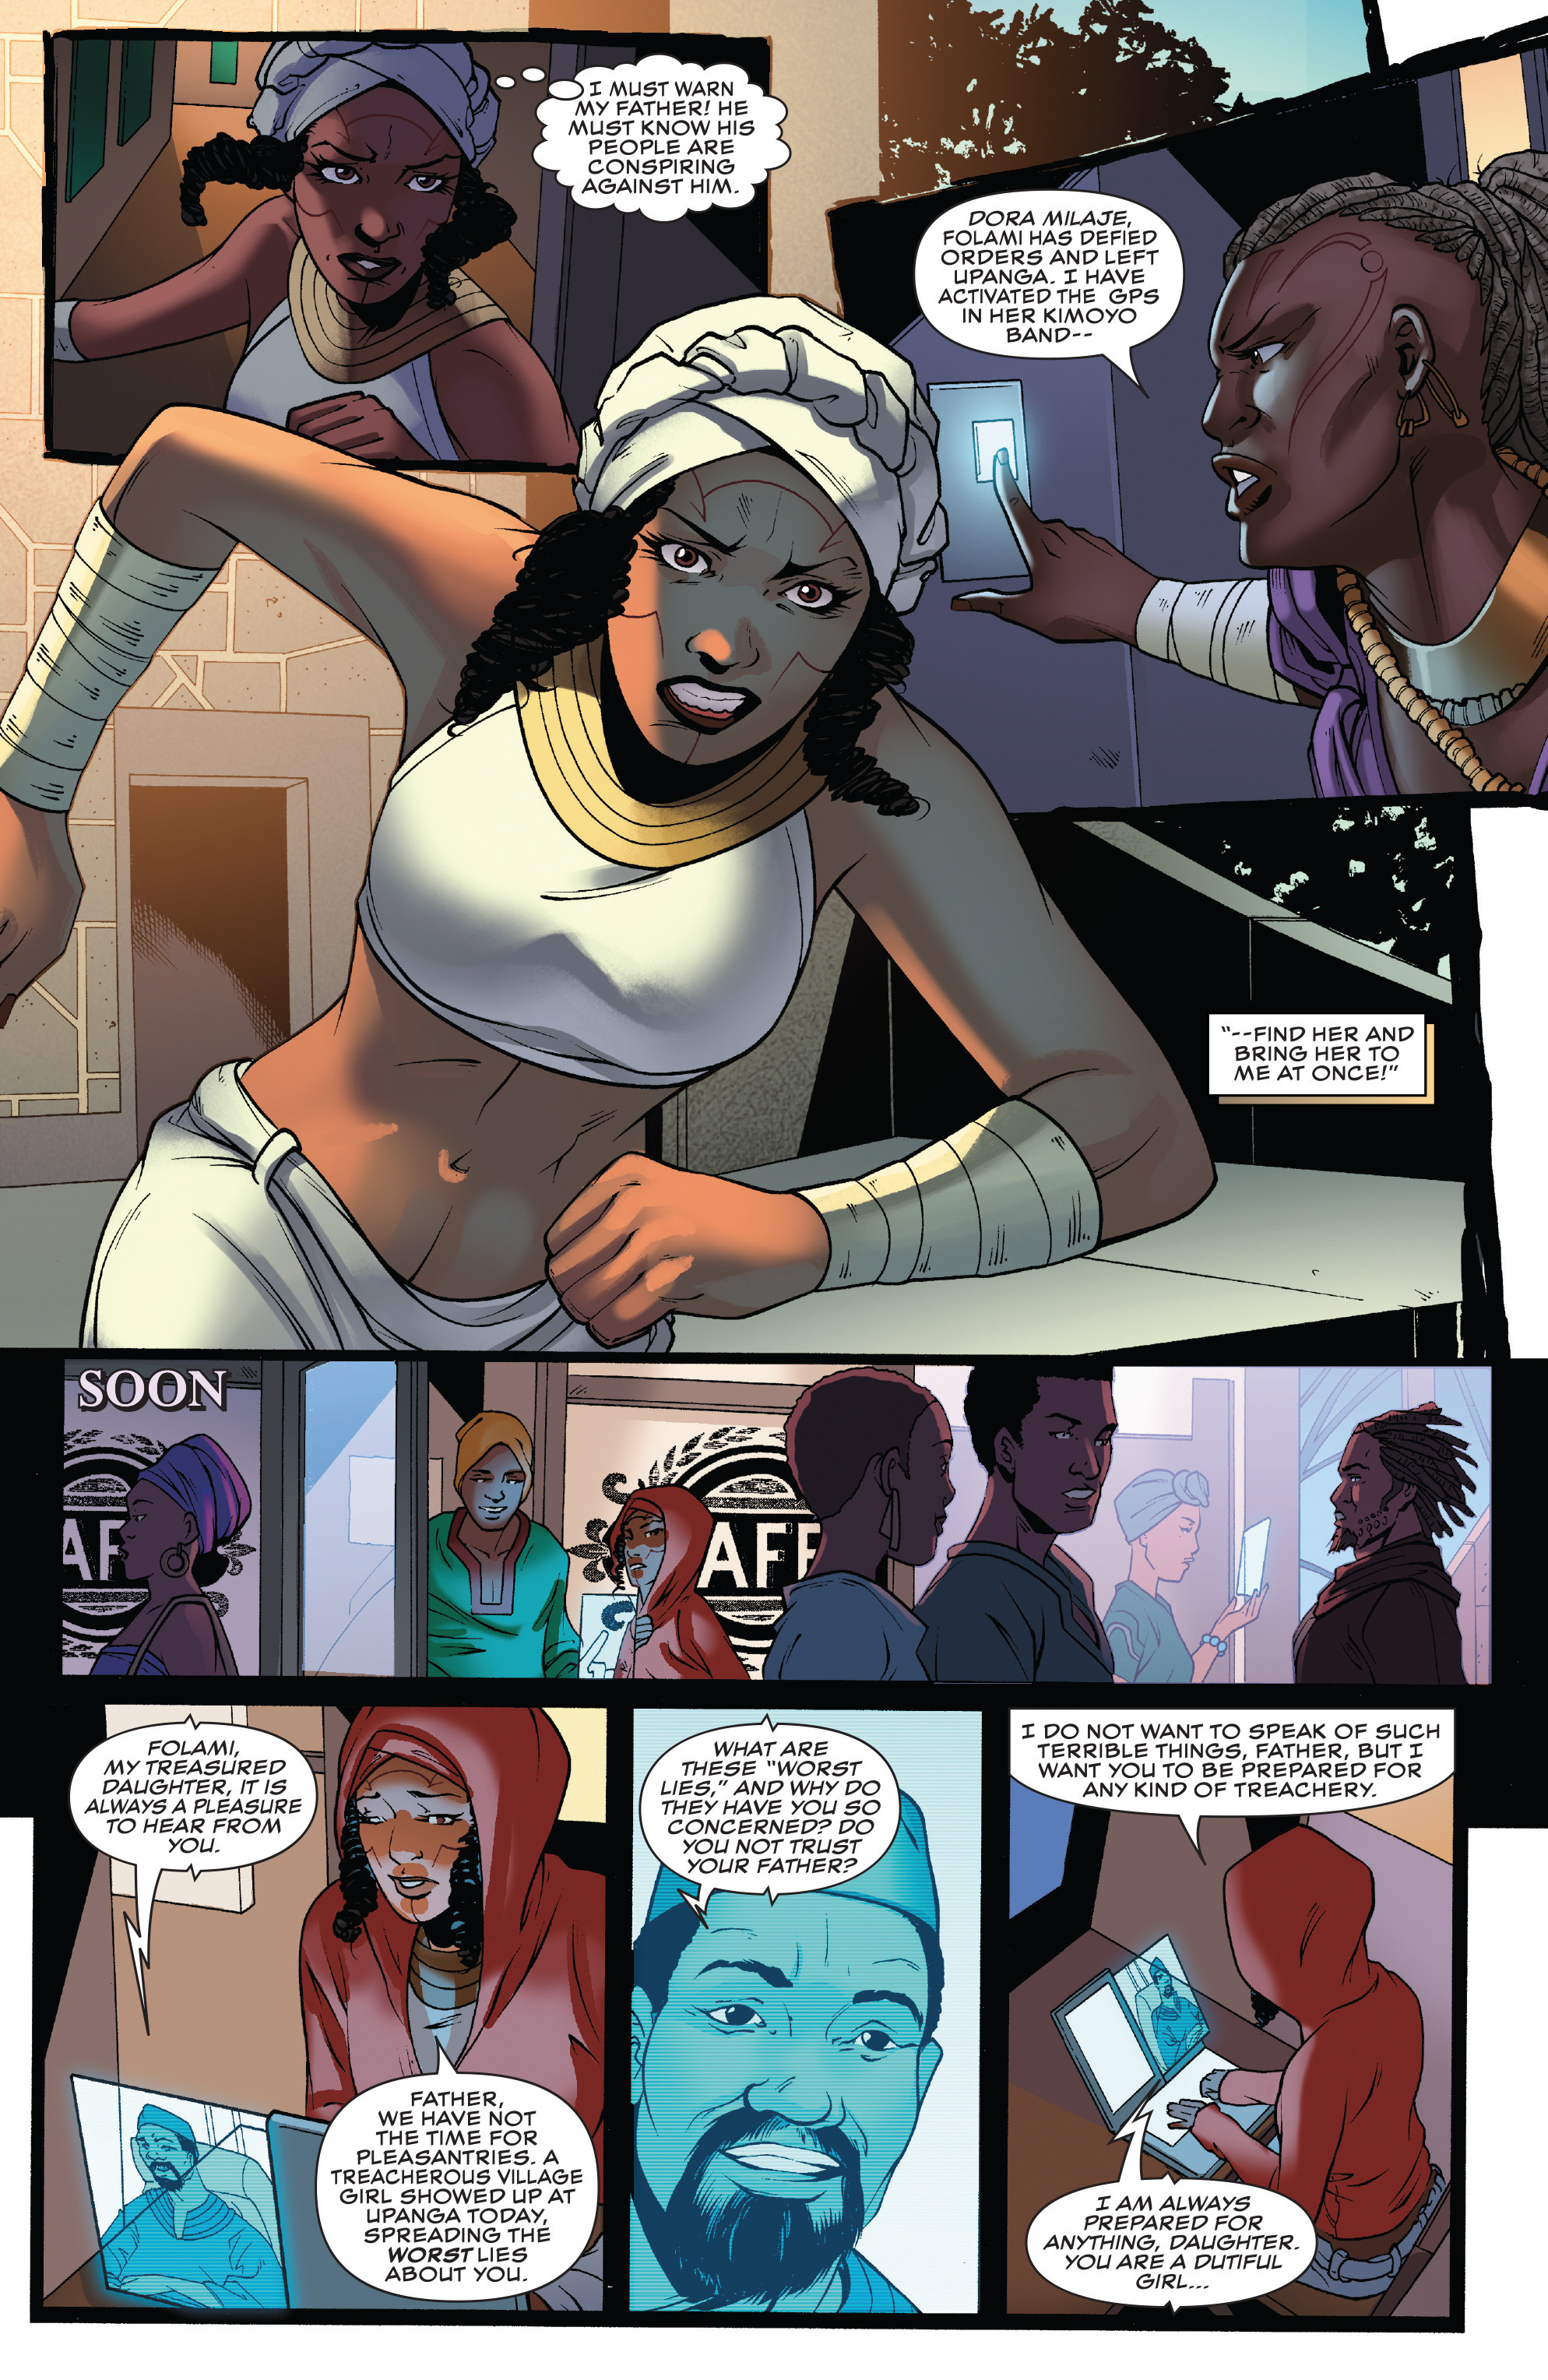 I MUST WARN
MY FATHER! HE
MUST KNOW HIS
PEOPLE ARE
CONSPIRING
AGAINST HIM.
DORA MILAJE,
FOLAMI HAS DEFIED
ORDERS AND LEFT
UPANGA. I HAVE
ACTIVATED THE GPS
IN HER KIMOYO
BAND--
"--FIND HER AND
BRING HER TO
ME AT ONCE!"
SOON
AF
AFE
FOLAMI,
MY TREASURED
DAUGHTER, IT IS
ALWAYS A PLEASURE
TO HEAR FROM
YOU.
FATHER,
WE HAVE NOT
THE TIME FOR
PLEASANTRIES. A
TREACHEROUS VILLAGE
GIRL SHOWED UP AT
UPANGA TODAY,
SPREADING THE
WORST LIES
ABOUT YOU.
WHAT ARE
THESE "WORST
LIES," AND WHY DO
THEY HAVE YOU SO
CONCERNED? DO
YOU NOT TRUST
YOUR FATHER?
I DO NOT WANT TO SPEAK OF SUCH
TERRIBLE THINGS, FATHER, BUT I
WANT YOU TO BE PREPARED FOR
ANY KIND OF TREACHERY.
I AM ALWAYS
PREPARED FOR
ANYTHING, DAUGHTER.
YOU ARE A DUTIFUL
GIRL...